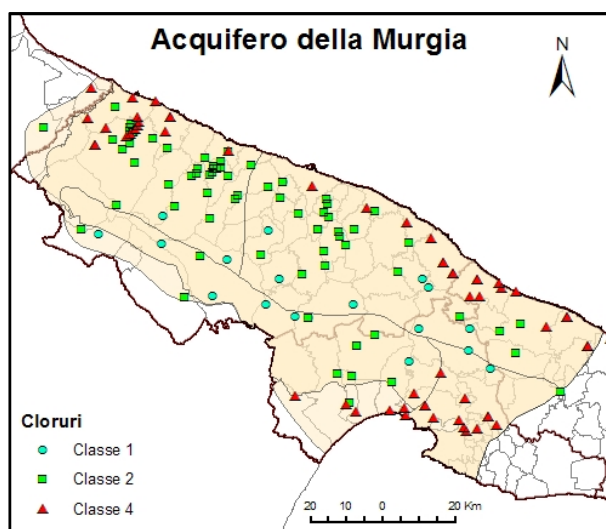 Acquifero della Murgia
N
Cloruri
Classe 1
Classe 2
Classe 4
20 10 0 20 Km